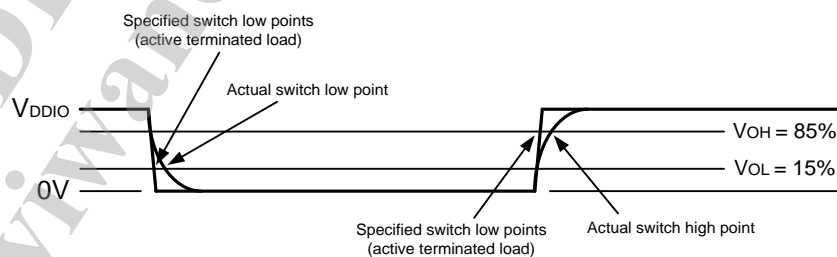 Specified switch low points
(active terminated load)
Actual switch low point
VDDIO
VOH = 85%
VOL = 15%
0V
Specified switch low points
(active terminated load)
Actual switch high point